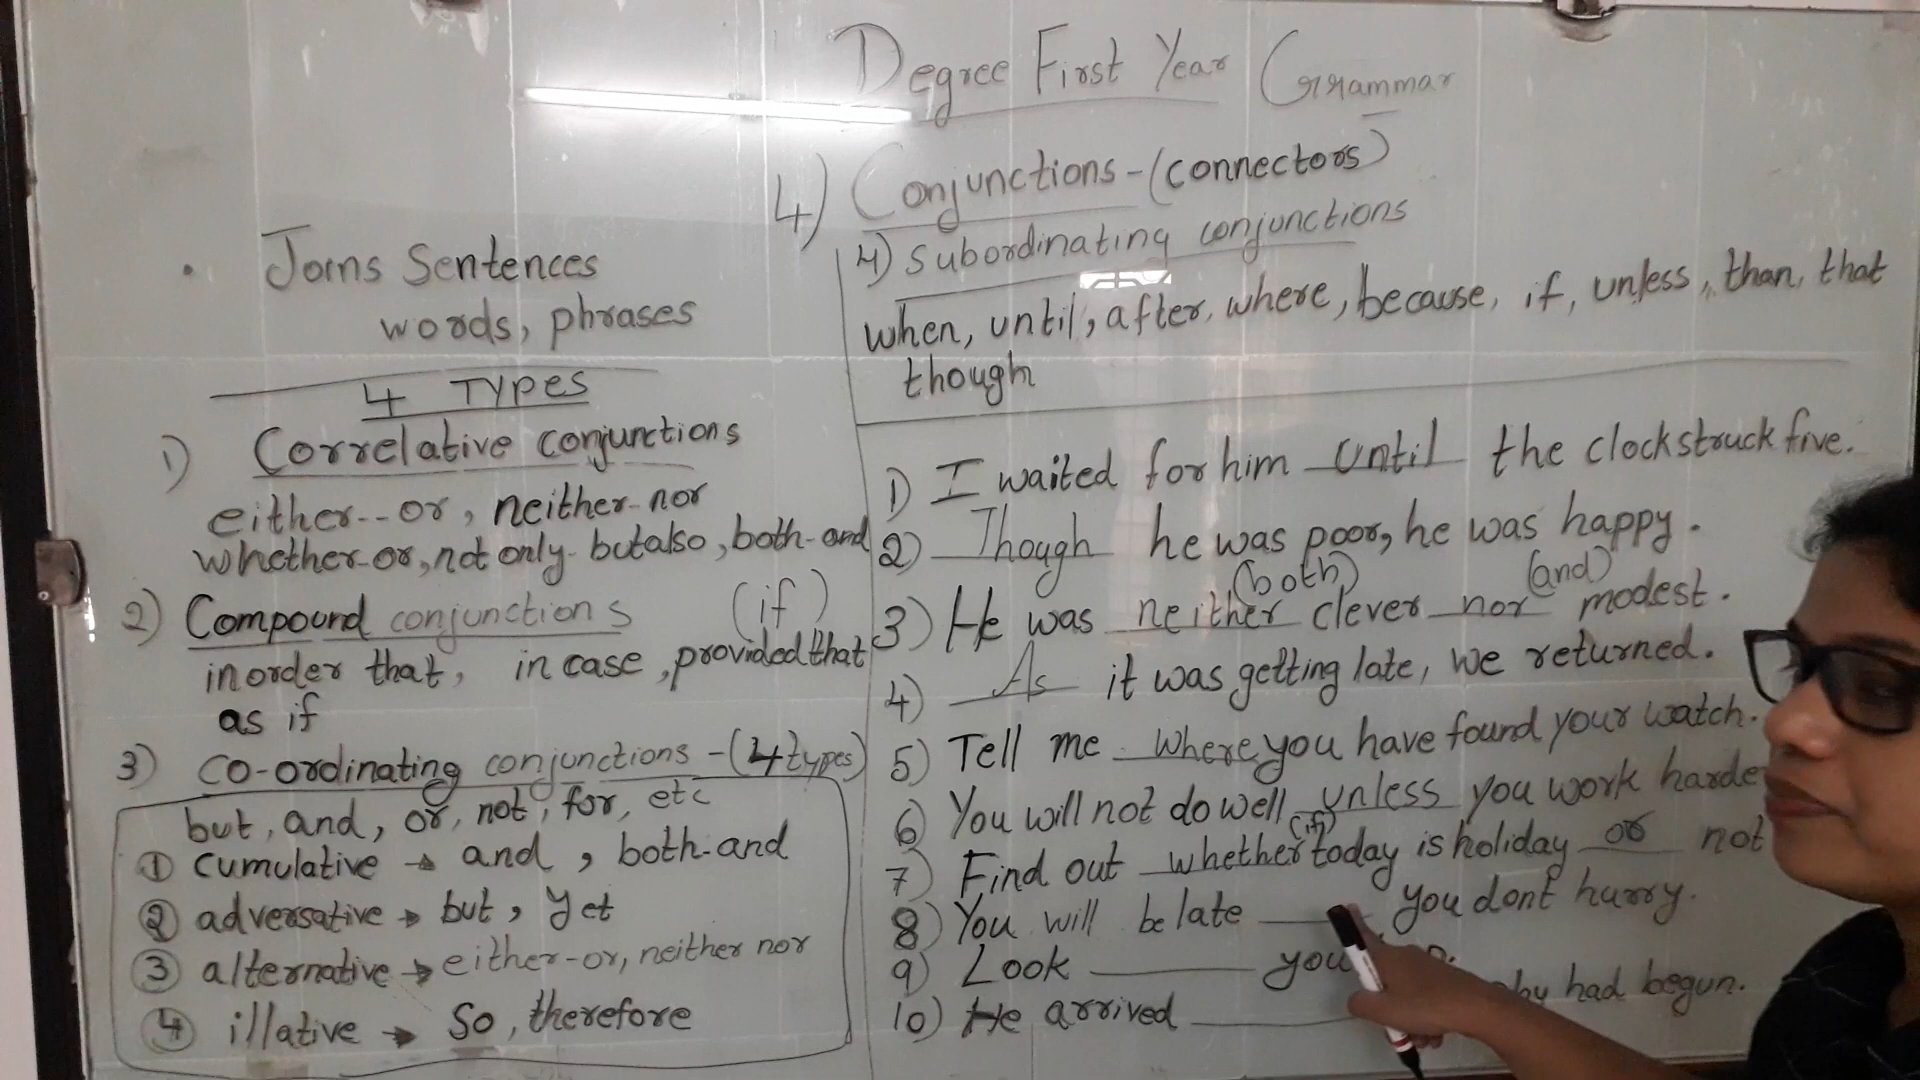 Degree First Year Grammar
4) Conjunctions - (connectors)
• Joins Sentences
words, phrases
4 TYPES
1) Correlative conjunctions
either--or, neither-nor
whether-or, not only- but also, both-and
2) Compound conjunctions (if)
inorder that, in case, provided that
as if
3) co-ordinating conjunctions - (4 types)
but, and, or, not, for, etc
① cumulative → and, both-and
② adversative → but, yet
③ alternative → either-or, neither nor
④ illative → So, therefore
4) Subordinating conjunctions
when, until, after, where, because, if, unless, than, that
though
1) I waited for him until the clock struck five.
2) Though he was poor, he was happy.
(both) (and)
3) He was neither clever nor modest.
4) As it was getting late, we returned.
5) Tell me where you have found your watch.
6) You will not do well unless you work harde
(if)
7) Find out whether today is holiday or not
8) You will be late ____ you dont hurry.
9) Look ____ you
10) He arrived ____ had begun.